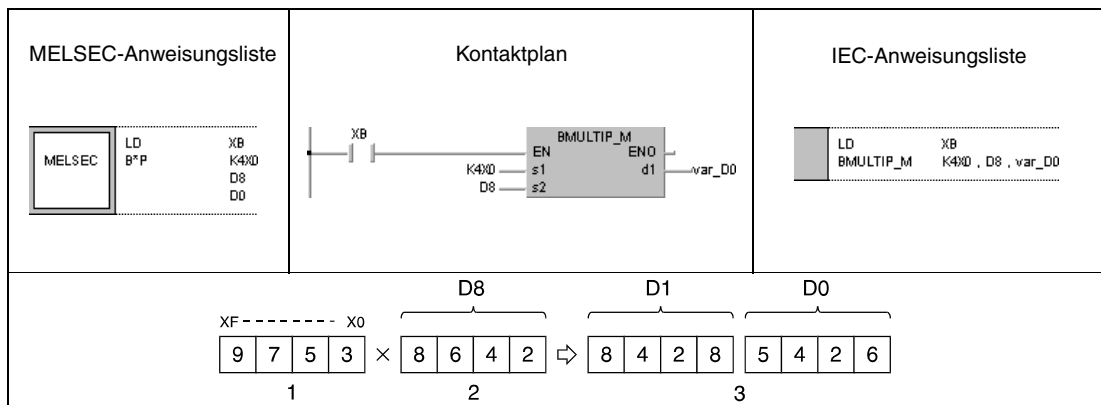 MELSEC-Anweisungsliste
Kontaktplan
IEC-Anweisungsliste
MELSEC
LD XB
B*P K4X0
D8
D0
XB
BMULTIP_M
EN ENO
K4X0 s1 d1 var_D0
D8 s2
LD XB
BMULTIP_M K4X0 , D8 , var_D0
D8 D1 D0
XF - - - - - - - X0
9 7 5 3 × 8 6 4 2 ⇨ 8 4 2 8 5 4 2 6
1 2 3